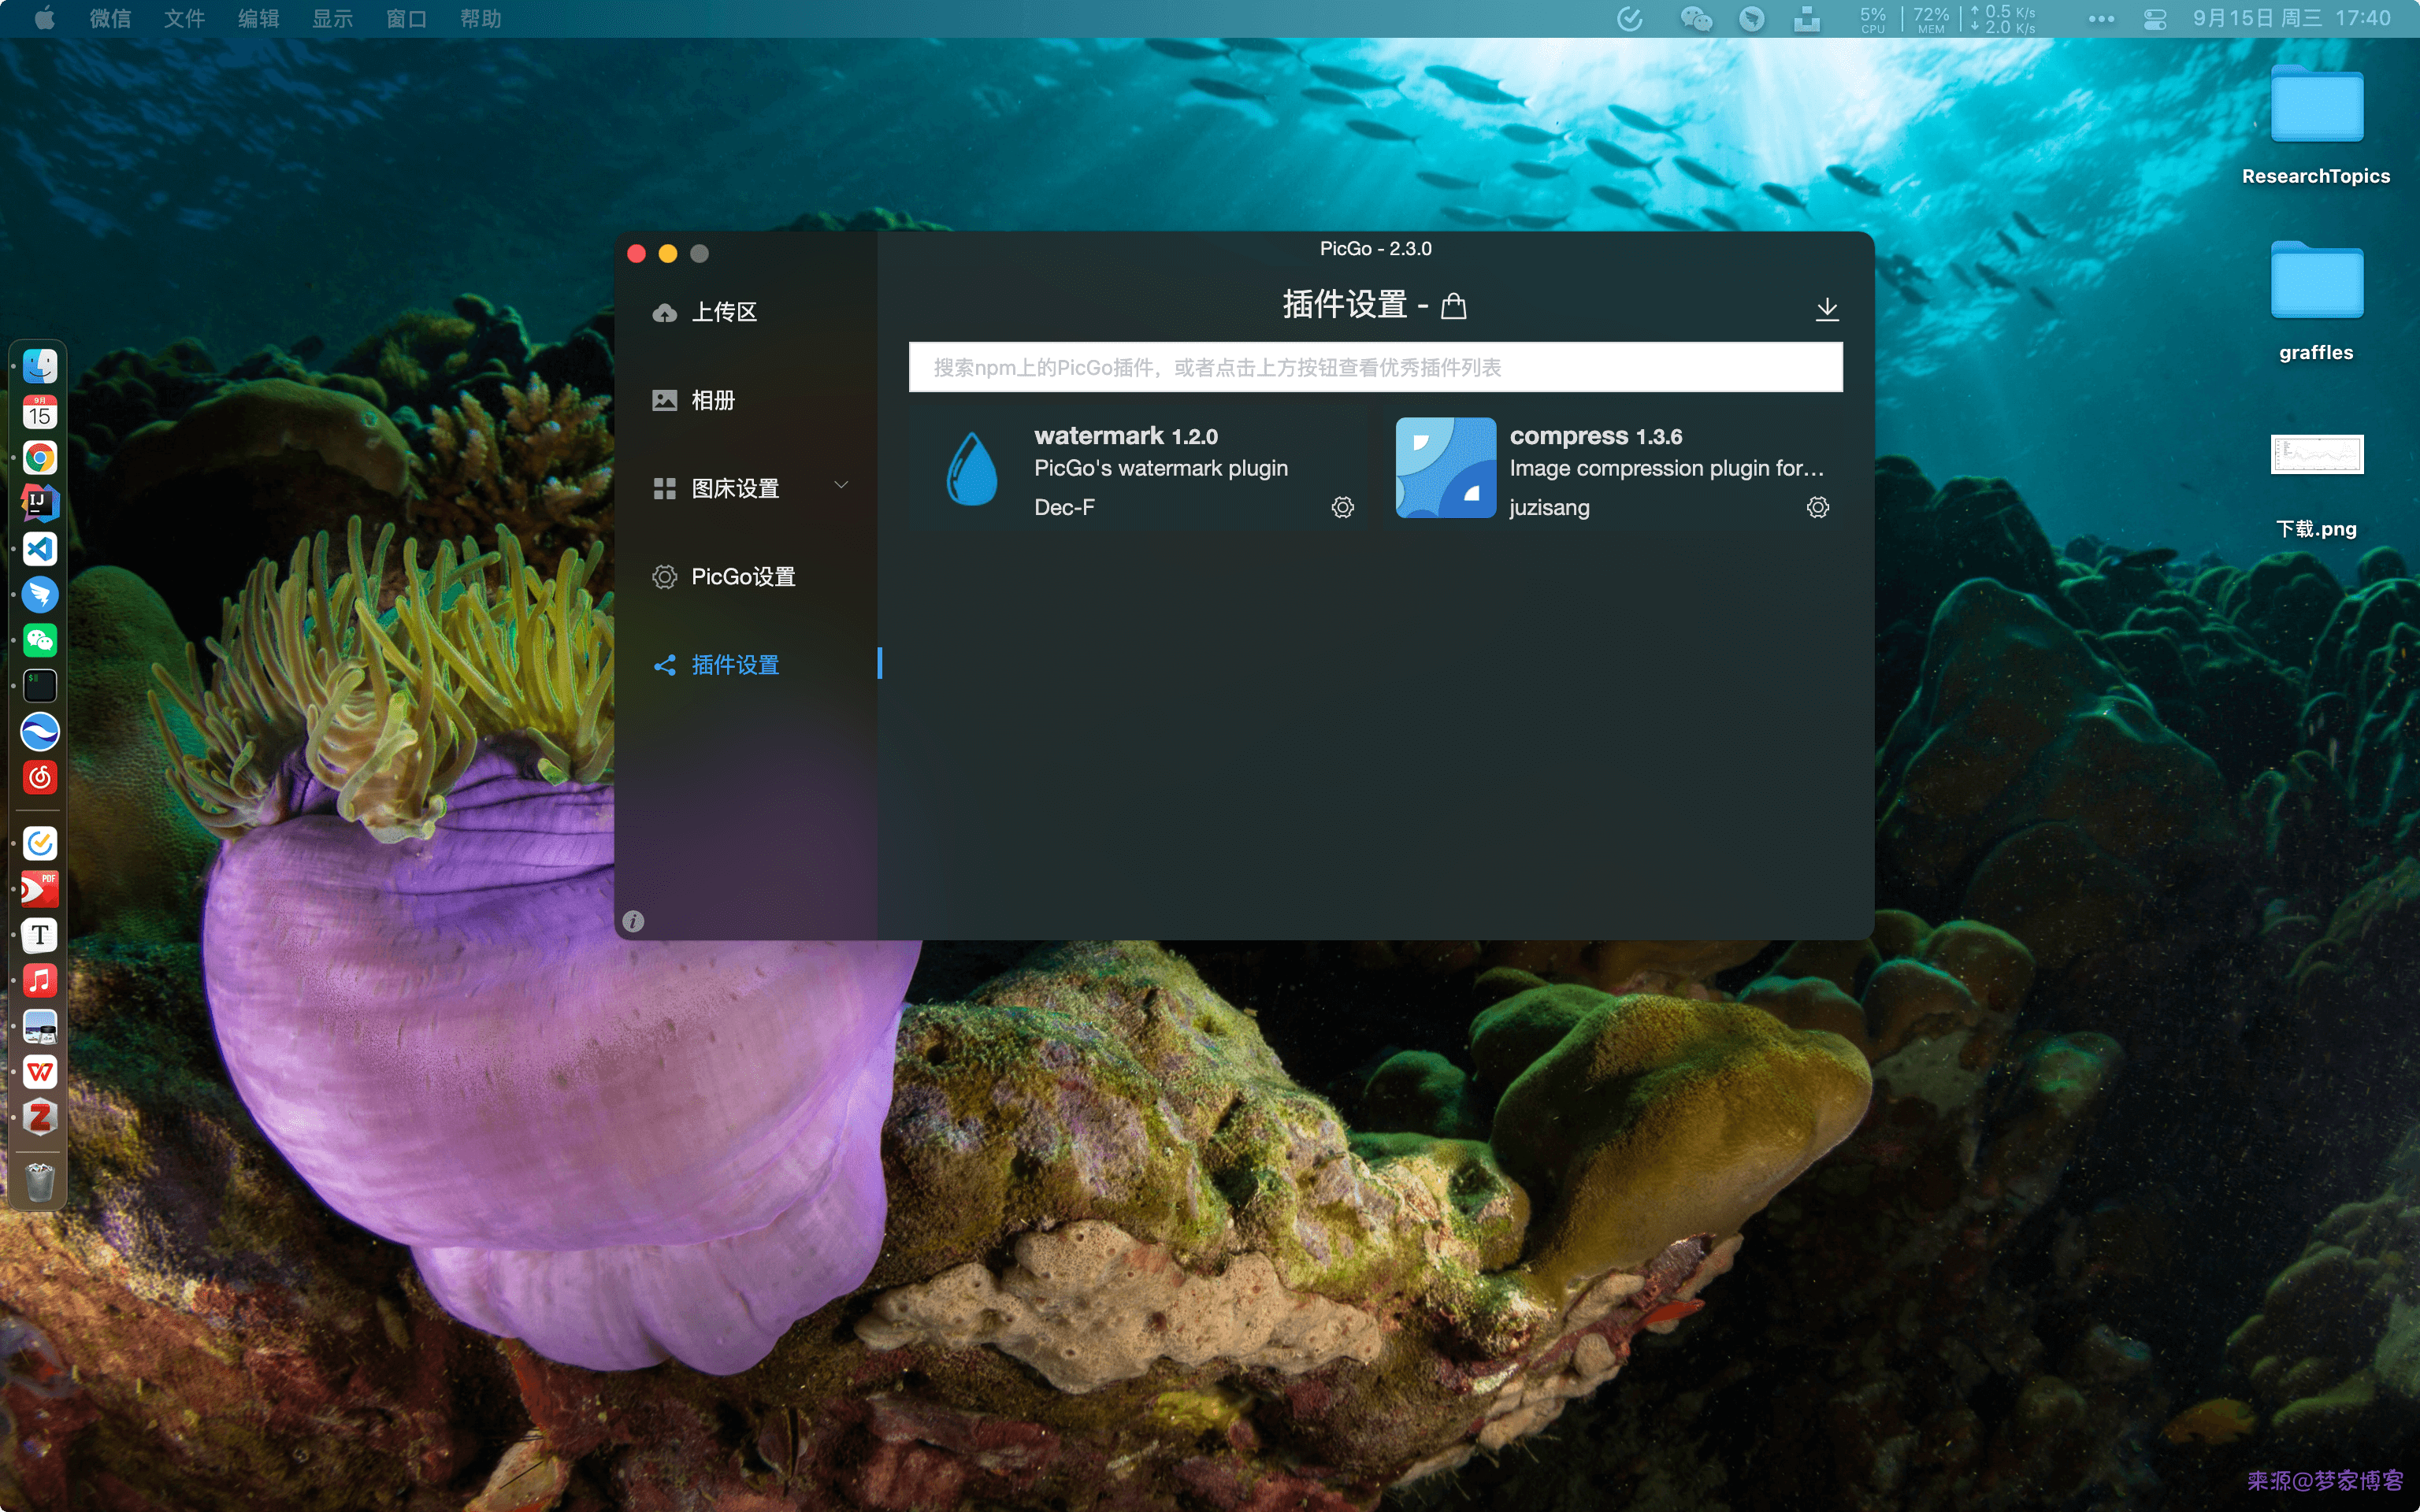 微信 文件 编辑 显示 窗口 帮助
5% CPU 72% MEM 0.5 K/s 2.0 K/s
9月15日 周三 17:40
ResearchTopics
graffles
下载.png
PicGo - 2.3.0
上传区
相册
图床设置
PicGo设置
插件设置
插件设置 -
搜索npm上的PicGo插件，或者点击上方按钮查看优秀插件列表
watermark 1.2.0
PicGo's watermark plugin
Dec-F
compress 1.3.6
Image compression plugin for...
juzisang
9月
15
IJ
$
PDF
T
W
Z
来源@梦家博客